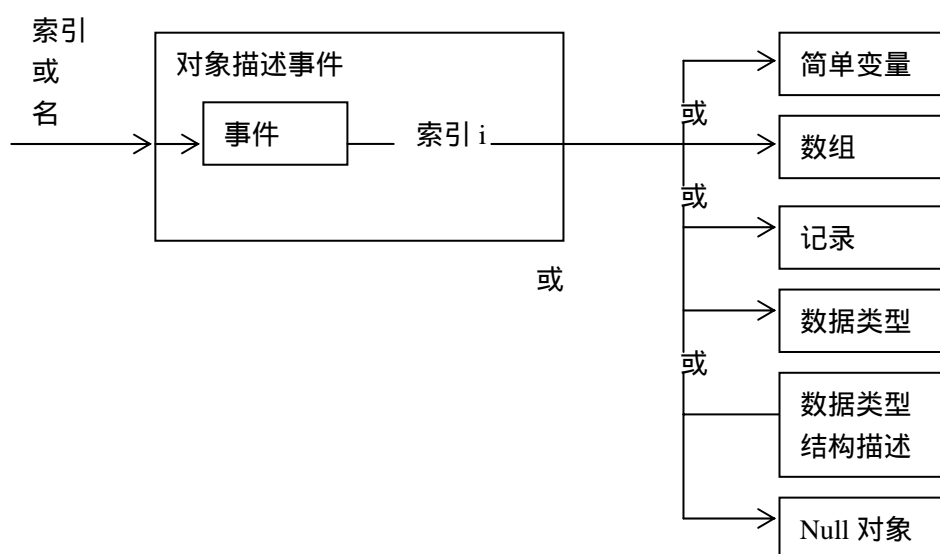 索引
或
名
对象描述事件
事件
索引 i
或
或
或
或
简单变量
数组
记录
数据类型
数据类型
结构描述
Null 对象